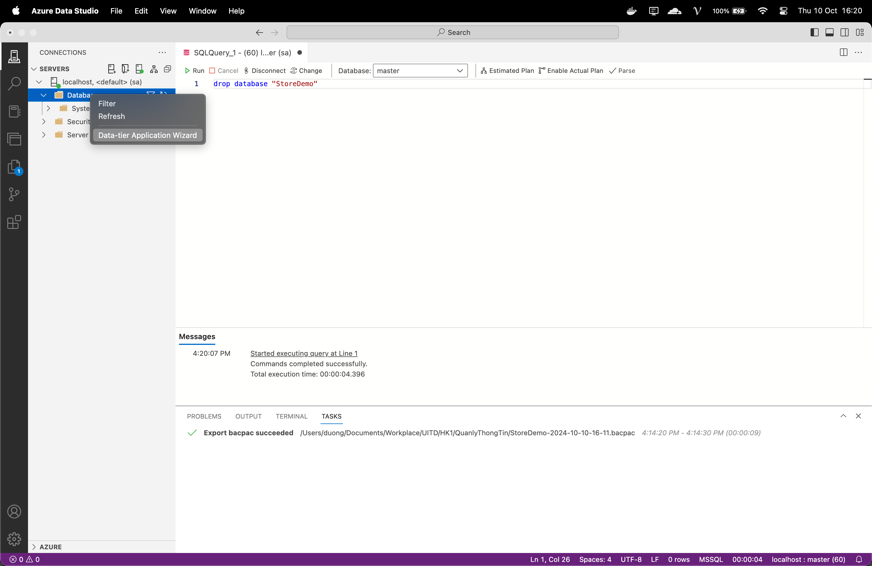 Azure Data Studio File Edit View Window Help 100% Thu 10 Oct 16:20
Search
CONNECTIONS
SQLQuery_1 - (60) l...er (sa)
SERVERS
Run Cancel Disconnect Change Database: master Estimated Plan Enable Actual Plan Parse
localhost, <default> (sa)
1 drop database "StoreDemo"
Databa
Filter
Syste
Refresh
Securit
Server
Data-tier Application Wizard
Messages
4:20:07 PM Started executing query at Line 1
Commands completed successfully.
Total execution time: 00:00:04.396
PROBLEMS OUTPUT TERMINAL TASKS
Export bacpac succeeded /Users/duong/Documents/Workplace/UITD/HK1/QuanlyThongTin/StoreDemo-2024-10-10-16-11.bacpac 4:14:20 PM - 4:14:30 PM (00:00:09)
1
AZURE
0 0 Ln 1, Col 26 Spaces: 4 UTF-8 LF 0 rows MSSQL 00:00:04 localhost : master (60)